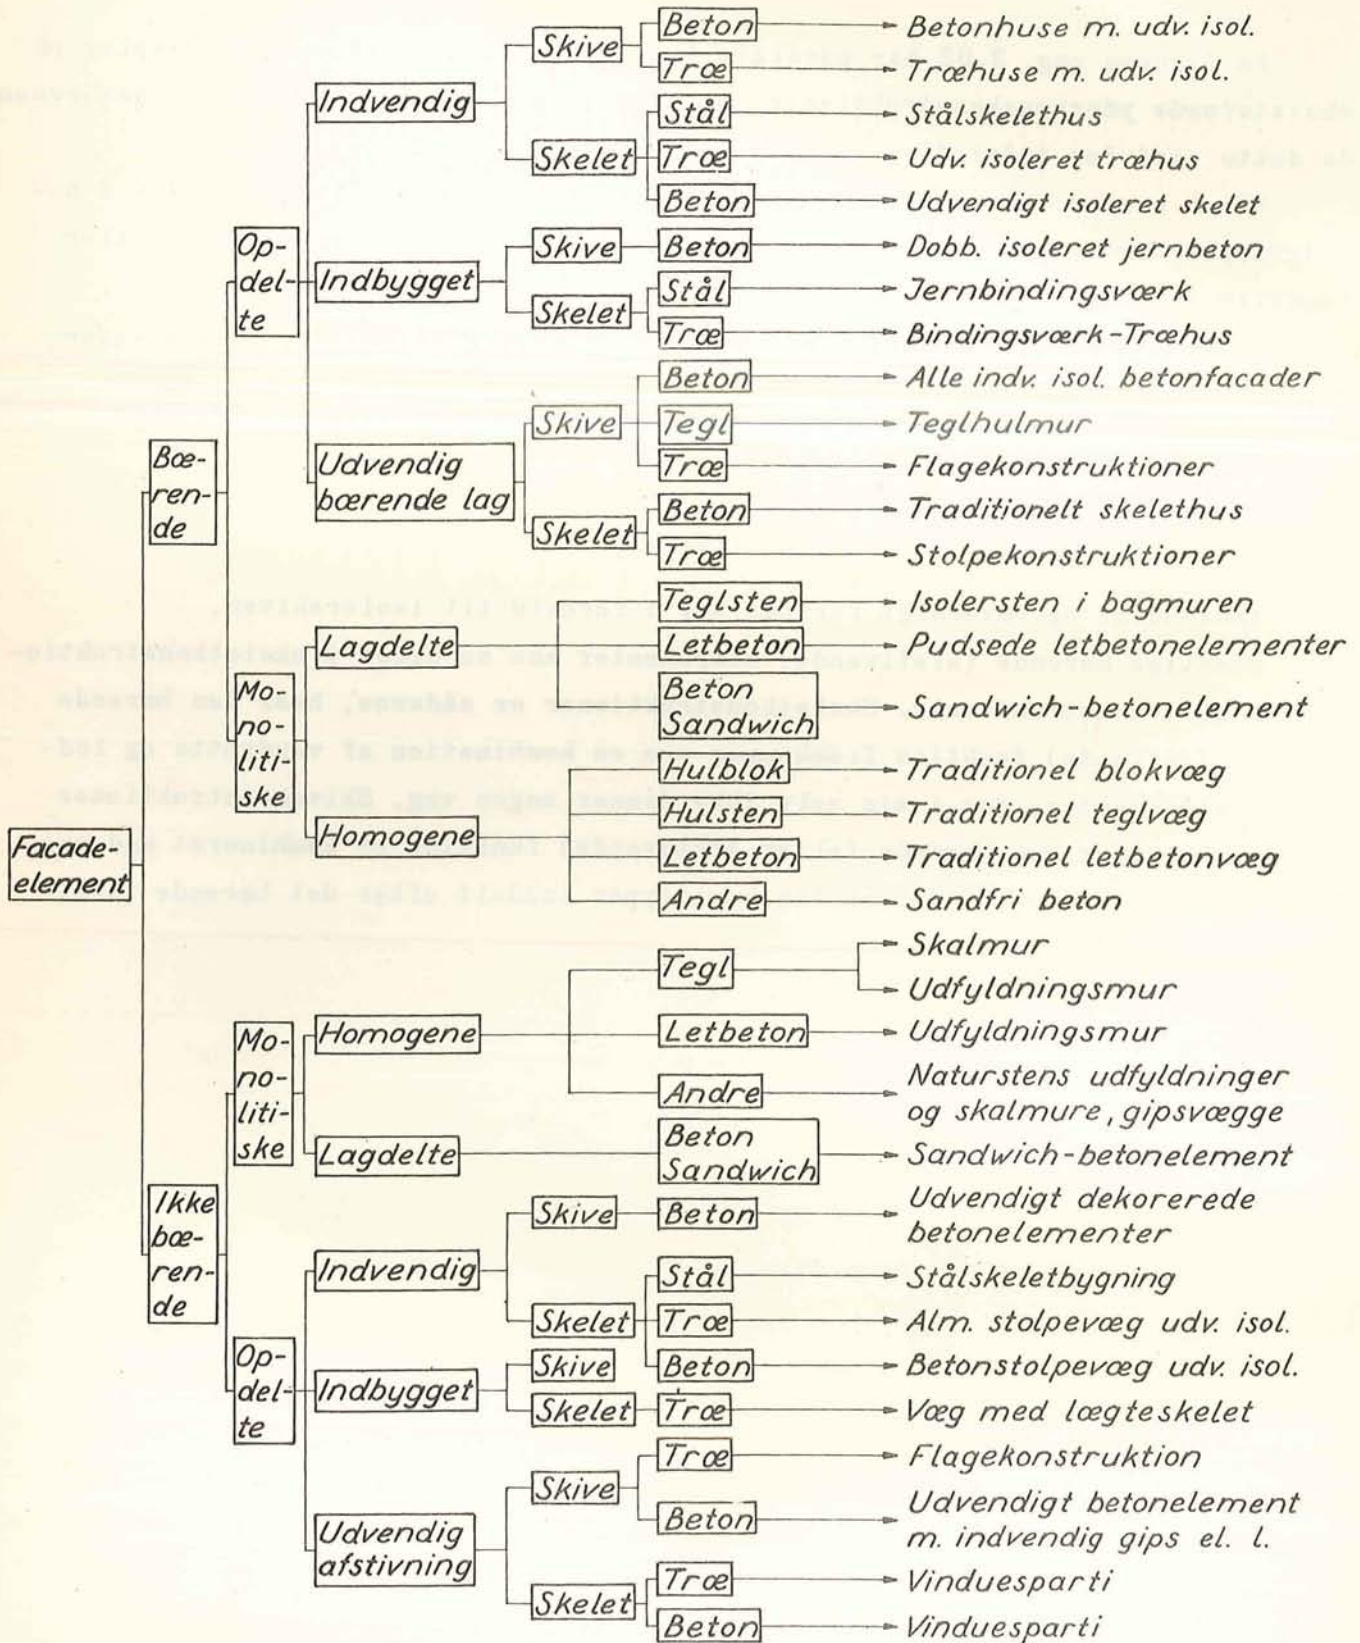 Facade-
element
Bæ-
ren-
de
Op-
del-
te
Indvendig
Skive
Beton
Betonhuse m. udv. isol.
Træ
Træhuse m. udv. isol.
Skelet
Stål
Stålskelethus
Træ
Udv. isoleret træhus
Beton
Udvendigt isoleret skelet
Indbygget
Skive
Beton
Dobb. isoleret jernbeton
Skelet
Stål
Jernbindingsværk
Træ
Bindingsværk-Træhus
Udvendig
bærende lag
Skive
Beton
Alle indv. isol. betonfacader
Tegl
Teglhulmur
Træ
Flagekonstruktioner
Skelet
Beton
Traditionelt skelethus
Træ
Stolpekonstruktioner
Mo-
no-
liti-
ske
Lagdelte
Teglsten
Isolersten i bagmuren
Letbeton
Pudsede letbetonelementer
Beton
Sandwich
Sandwich-betonelement
Homogene
Hulblok
Traditionel blokvæg
Hulsten
Traditionel teglvæg
Letbeton
Traditionel letbetonvæg
Andre
Sandfri beton
Ikke
bæ-
ren-
de
Mo-
no-
liti-
ske
Homogene
Tegl
Skalmur
Udfyldningsmur
Letbeton
Udfyldningsmur
Andre
Naturstens udfyldninger
og skalmure, gipsvægge
Lagdelte
Beton
Sandwich
Sandwich-betonelement
Op-
del-
te
Indvendig
Skive
Beton
Udvendigt dekorerede
betonelementer
Skelet
Stål
Stålskeletbygning
Træ
Alm. stolpevæg udv. isol.
Beton
Betonstolpevæg udv. isol.
Indbygget
Skive
Skelet
Træ
Væg med lægteskelet
Udvendig
afstivning
Skive
Træ
Flagekonstruktion
Beton
Udvendigt betonelement
m. indvendig gips el. l.
Skelet
Træ
Vinduesparti
Beton
Vinduesparti